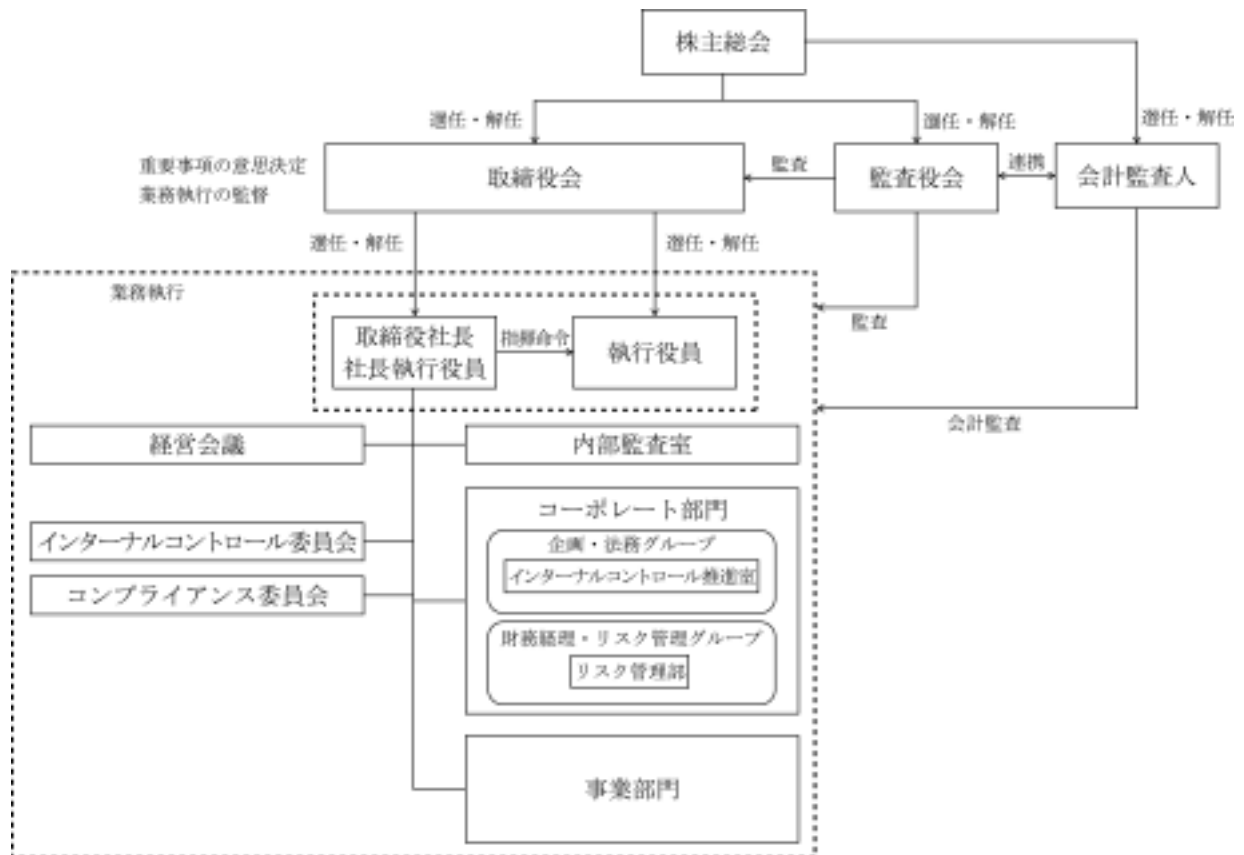 株主総会
選任・解任
選任・解任
選任・解任
重要事項の意思決定
業務執行の監督
取締役会
監査
監査役会
連携
会計監査人
選任・解任
選任・解任
業務執行
監査
取締役社長
社長執行役員
指揮命令
執行役員
会計監査
経営会議
内部監査室
コーポレート部門
企画・法務グループ
インターナルコントロール委員会
インターナルコントロール推進室
コンプライアンス委員会
財務経理・リスク管理グループ
リスク管理部
事業部門